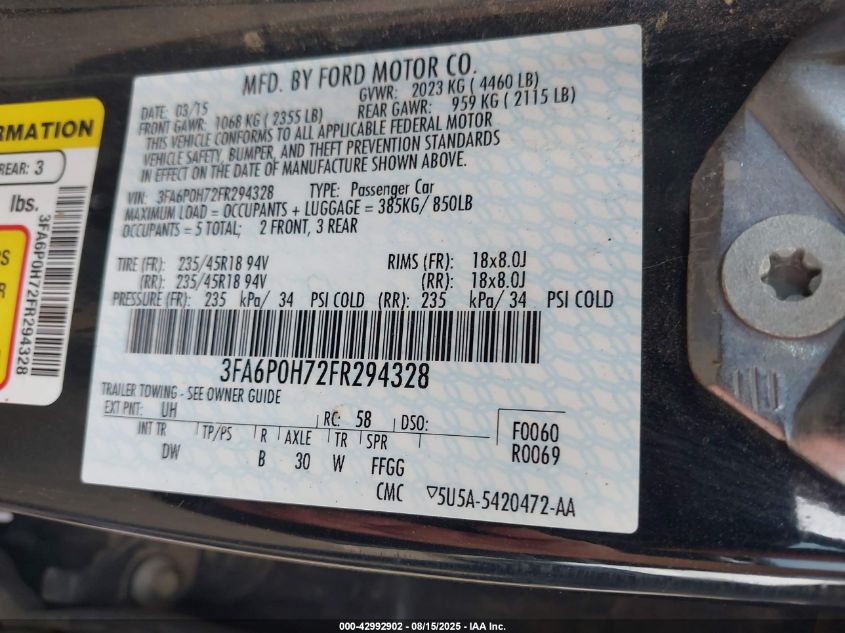 MFD. BY FORD MOTOR CO.
DATE: 03/15 GVWR: 2023 KG ( 4460 LB)
FRONT GAWR: 1068 KG ( 2355 LB) REAR GAWR: 959 KG ( 2115 LB)
THIS VEHICLE CONFORMS TO ALL APPLICABLE FEDERAL MOTOR
VEHICLE SAFETY, BUMPER, AND THEFT PREVENTION STANDARDS
IN EFFECT ON THE DATE OF MANUFACTURE SHOWN ABOVE.
VIN: 3FA6P0H72FR294328 TYPE: Passenger Car
MAXIMUM LOAD = OCCUPANTS + LUGGAGE = 385KG/ 850LB
OCCUPANTS = 5 TOTAL; 2 FRONT, 3 REAR
TIRE (FR): 235/45R18 94V RIMS (FR): 18x8.0J
(RR): 235/45R18 94V (RR): 18x8.0J
PRESSURE (FR): 235 kPa/ 34 PSI COLD (RR): 235 kPa/ 34 PSI COLD
3FA6P0H72FR294328
TRAILER TOWING - SEE OWNER GUIDE
EXT PNT: UH RC: 58 DSO:
INT TR TP/PS R AXLE TR SPR
DW B 30 W FFGG
F0060
R0069
CMC ▽5U5A-5420472-AA
RMATION
REAR: 3
lbs.
3FA6P0H72FR294328
000-42992902 - 08/15/2025 - IAA Inc.